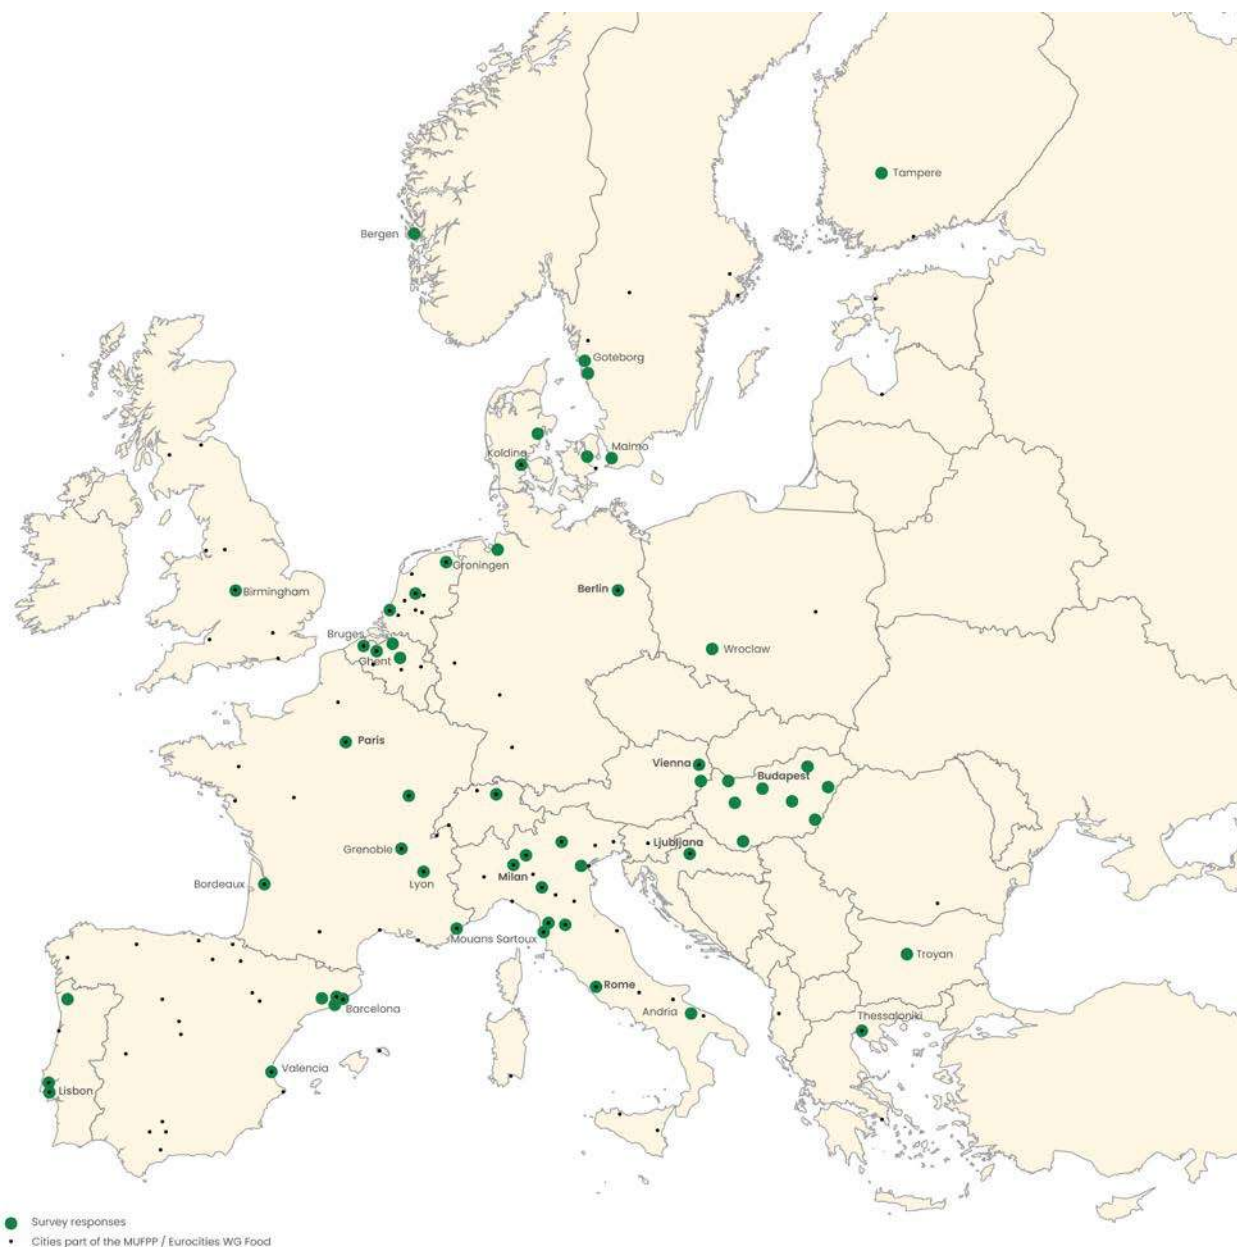 Tampere
Bergen
Goteborg
Malmo
Kolding
Groningen
Berlin
Birmingham
Bruges
Ghent
Wroclaw
Paris
Vienna
Budapest
Grenoble
Ljubljana
Lyon
Milan
Bordeaux
Mouans Sartoux
Troyan
Rome
Barcelona
Andria
Thessaloniki
Valencia
Lisbon
Survey responses
Cities part of the MUFPP / Eurocities WG Food